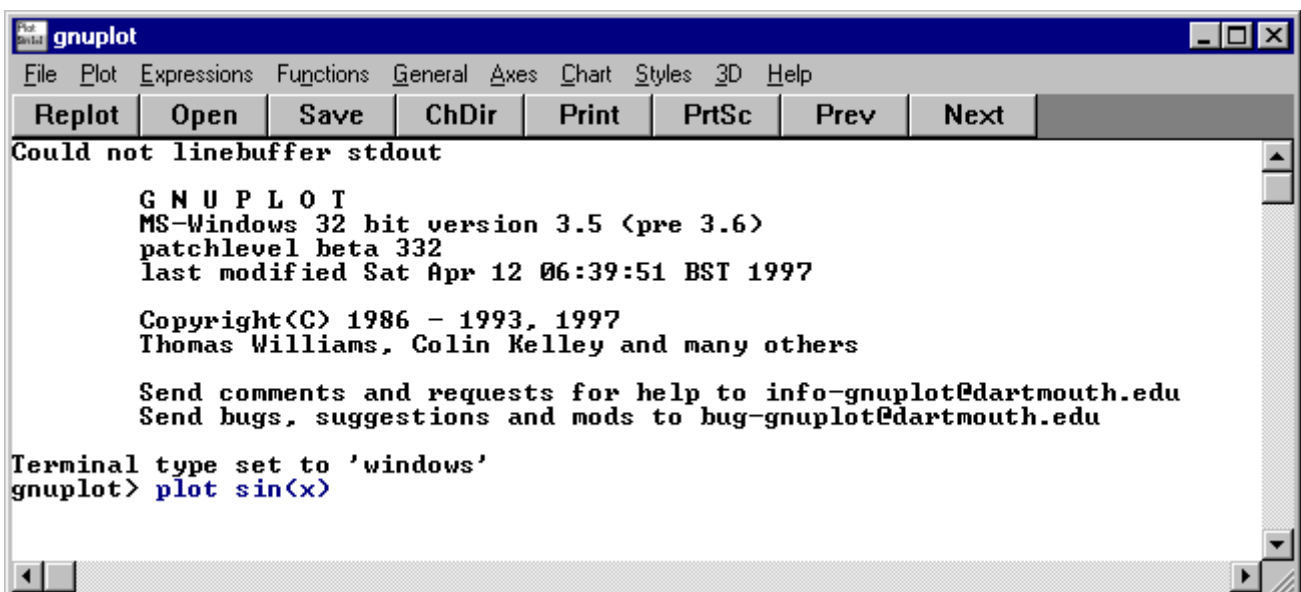 gnuplot
File Plot Expressions Functions General Axes Chart Styles 3D Help
Replot Open Save ChDir Print PrtSc Prev Next
Could not linebuffer stdout
G N U P L O T
MS-Windows 32 bit version 3.5 (pre 3.6)
patchlevel beta 332
last modified Sat Apr 12 06:39:51 BST 1997
Copyright(C) 1986 - 1993, 1997
Thomas Williams, Colin Kelley and many others
Send comments and requests for help to info-gnuplot@dartmouth.edu
Send bugs, suggestions and mods to bug-gnuplot@dartmouth.edu
Terminal type set to 'windows'
gnuplot> plot sin(x)